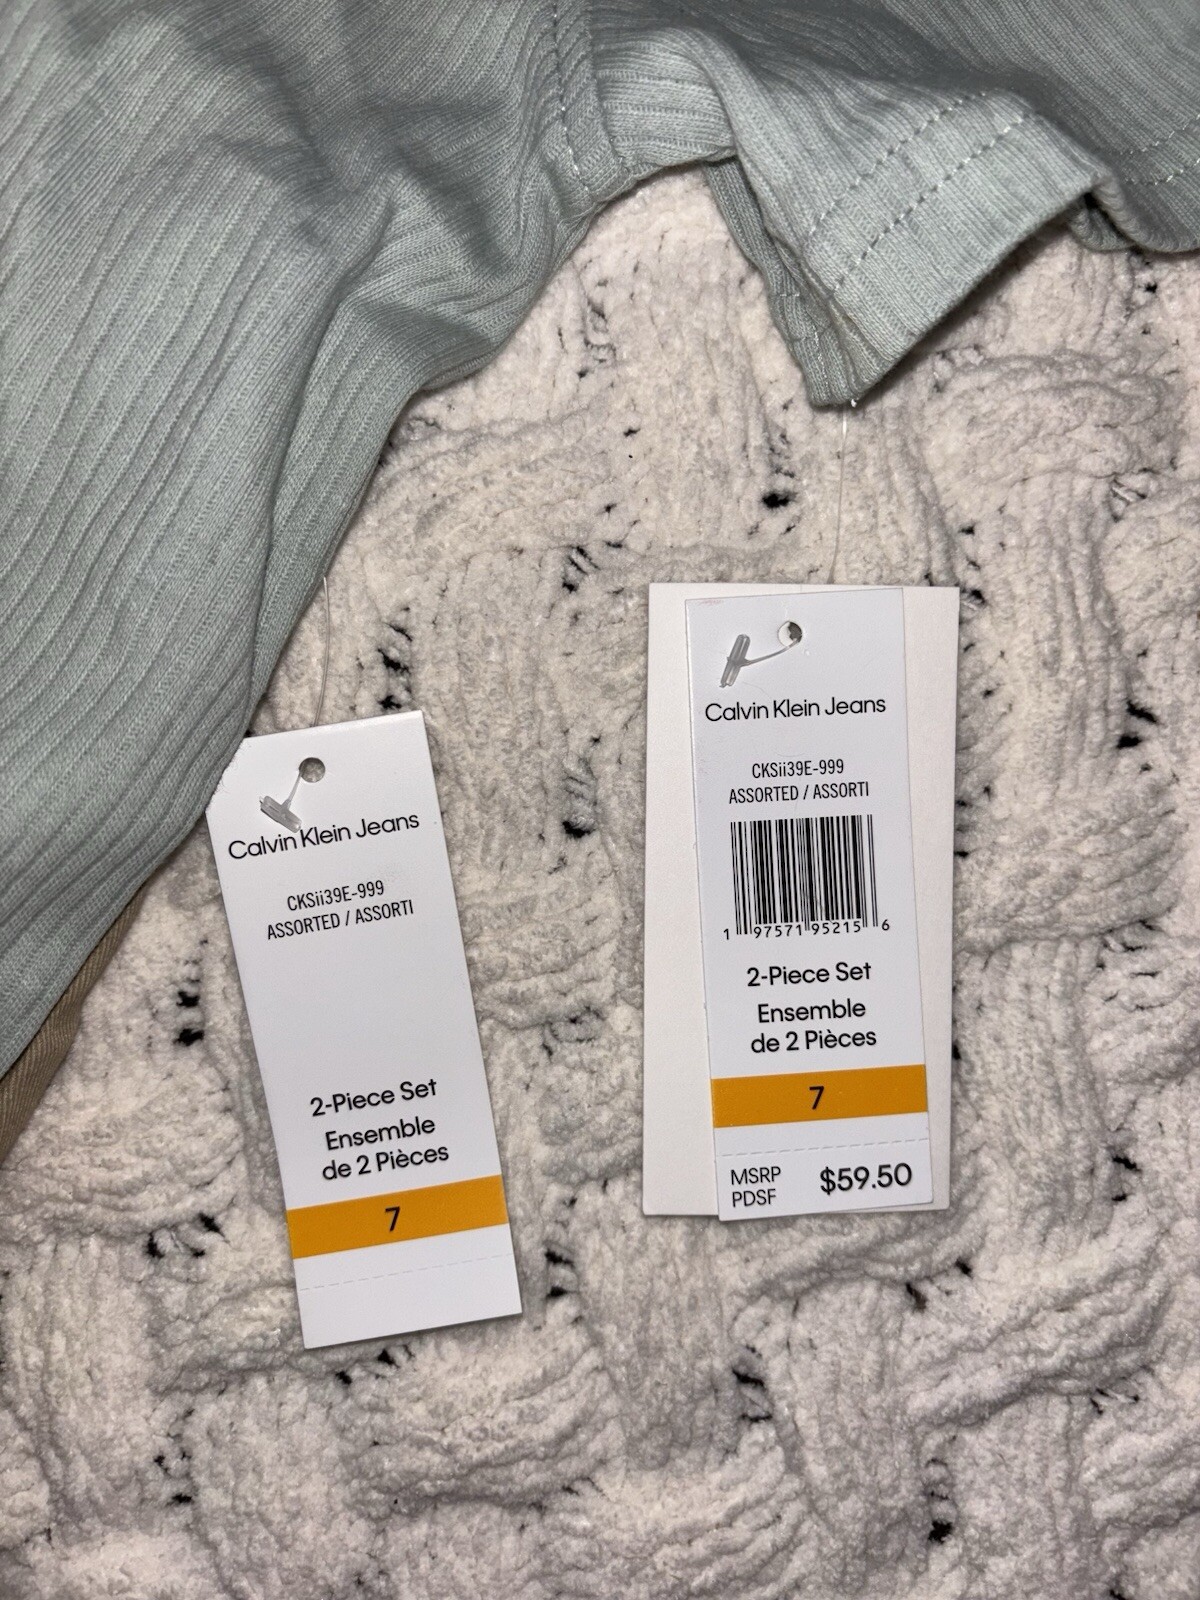 Calvin Klein Jeans
CKSii39E-999
ASSORTED / ASSORTI
2-Piece Set
Ensemble
de 2 Pièces
7
Calvin Klein Jeans
CKSii39E-999
ASSORTED / ASSORTI
1 97571 95215 6
2-Piece Set
Ensemble
de 2 Pièces
7
MSRP
PDSF
$59.50